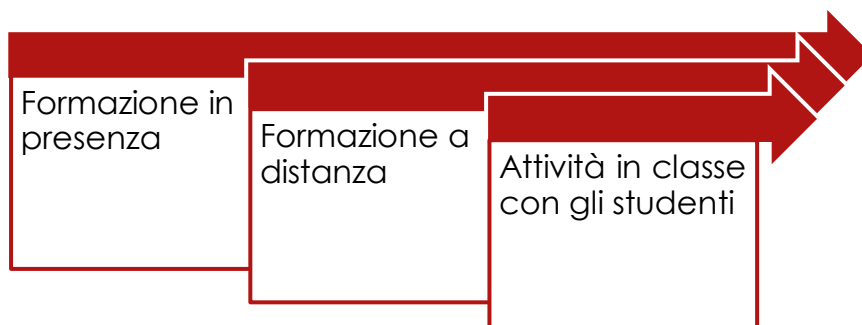 Formazione in
presenza
Formazione a
distanza
Attività in classe
con gli studenti